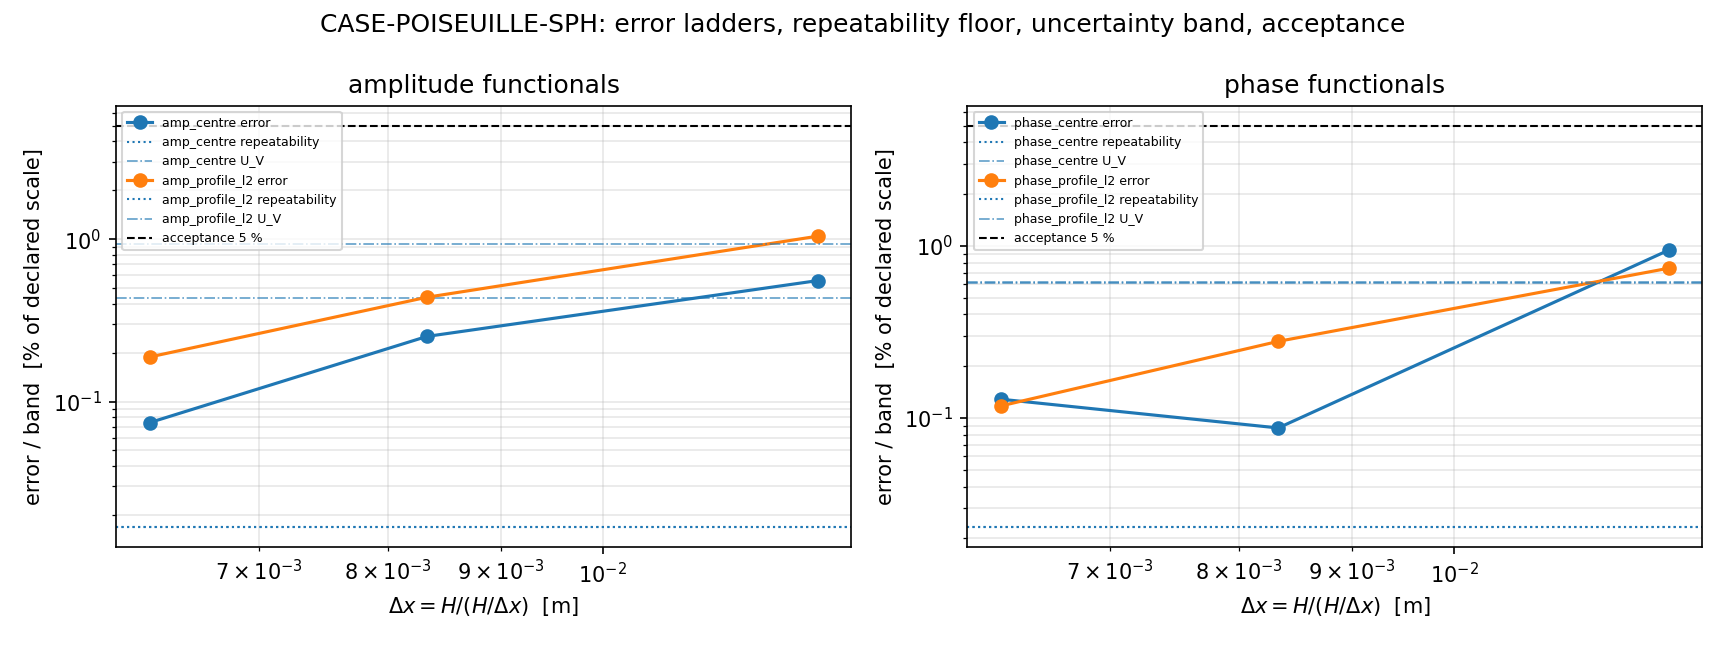 CASE-POISEUILLE-SPH: error ladders, repeatability floor, uncertainty band, acceptance
amplitude functionals
error / band [% of declared scale]
amp_centre error
amp_centre repeatability
amp_centre U_V
amp_profile_l2 error
amp_profile_l2 repeatability
amp_profile_l2 U_V
acceptance 5 %
10⁰
10⁻¹
7 × 10⁻³
8 × 10⁻³
9 × 10⁻³
10⁻²
Δx = H/(H/Δx) [m]
phase functionals
error / band [% of declared scale]
phase_centre error
phase_centre repeatability
phase_centre U_V
phase_profile_l2 error
phase_profile_l2 repeatability
phase_profile_l2 U_V
acceptance 5 %
10⁰
10⁻¹
7 × 10⁻³
8 × 10⁻³
9 × 10⁻³
10⁻²
Δx = H/(H/Δx) [m]